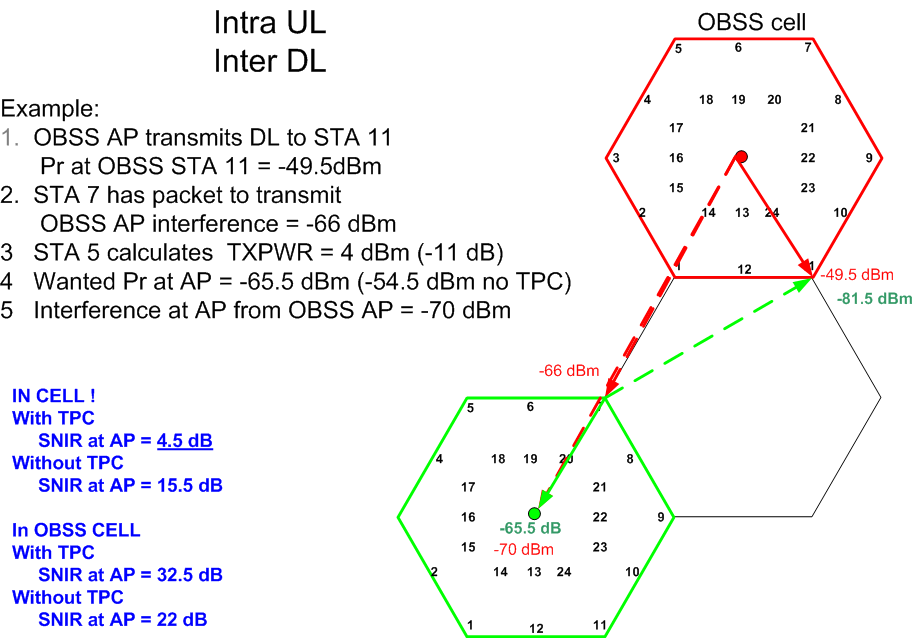 Intra UL
Inter DL
OBSS cell
Example:
1. OBSS AP transmits DL to STA 11
Pr at OBSS STA 11 = -49.5dBm
2. STA 7 has packet to transmit
OBSS AP interference = -66 dBm
3 STA 5 calculates TXPWR = 4 dBm (-11 dB)
4 Wanted Pr at AP = -65.5 dBm (-54.5 dBm no TPC)
5 Interference at AP from OBSS AP = -70 dBm
IN CELL !
With TPC
SNIR at AP = 4.5 dB
Without TPC
SNIR at AP = 15.5 dB
In OBSS CELL
With TPC
SNIR at AP = 32.5 dB
Without TPC
SNIR at AP = 22 dB
5 6 7
4 18 19 20 8
17 21
3 16 22 9
15 23
2 14 13 24 10
1 12 1
-49.5 dBm
-81.5 dBm
-66 dBm
5 6
4 18 19 20 8
17 21
16 22 9
-65.5 dB
15 -70 dBm 23
2 14 13 24 10
1 12 11